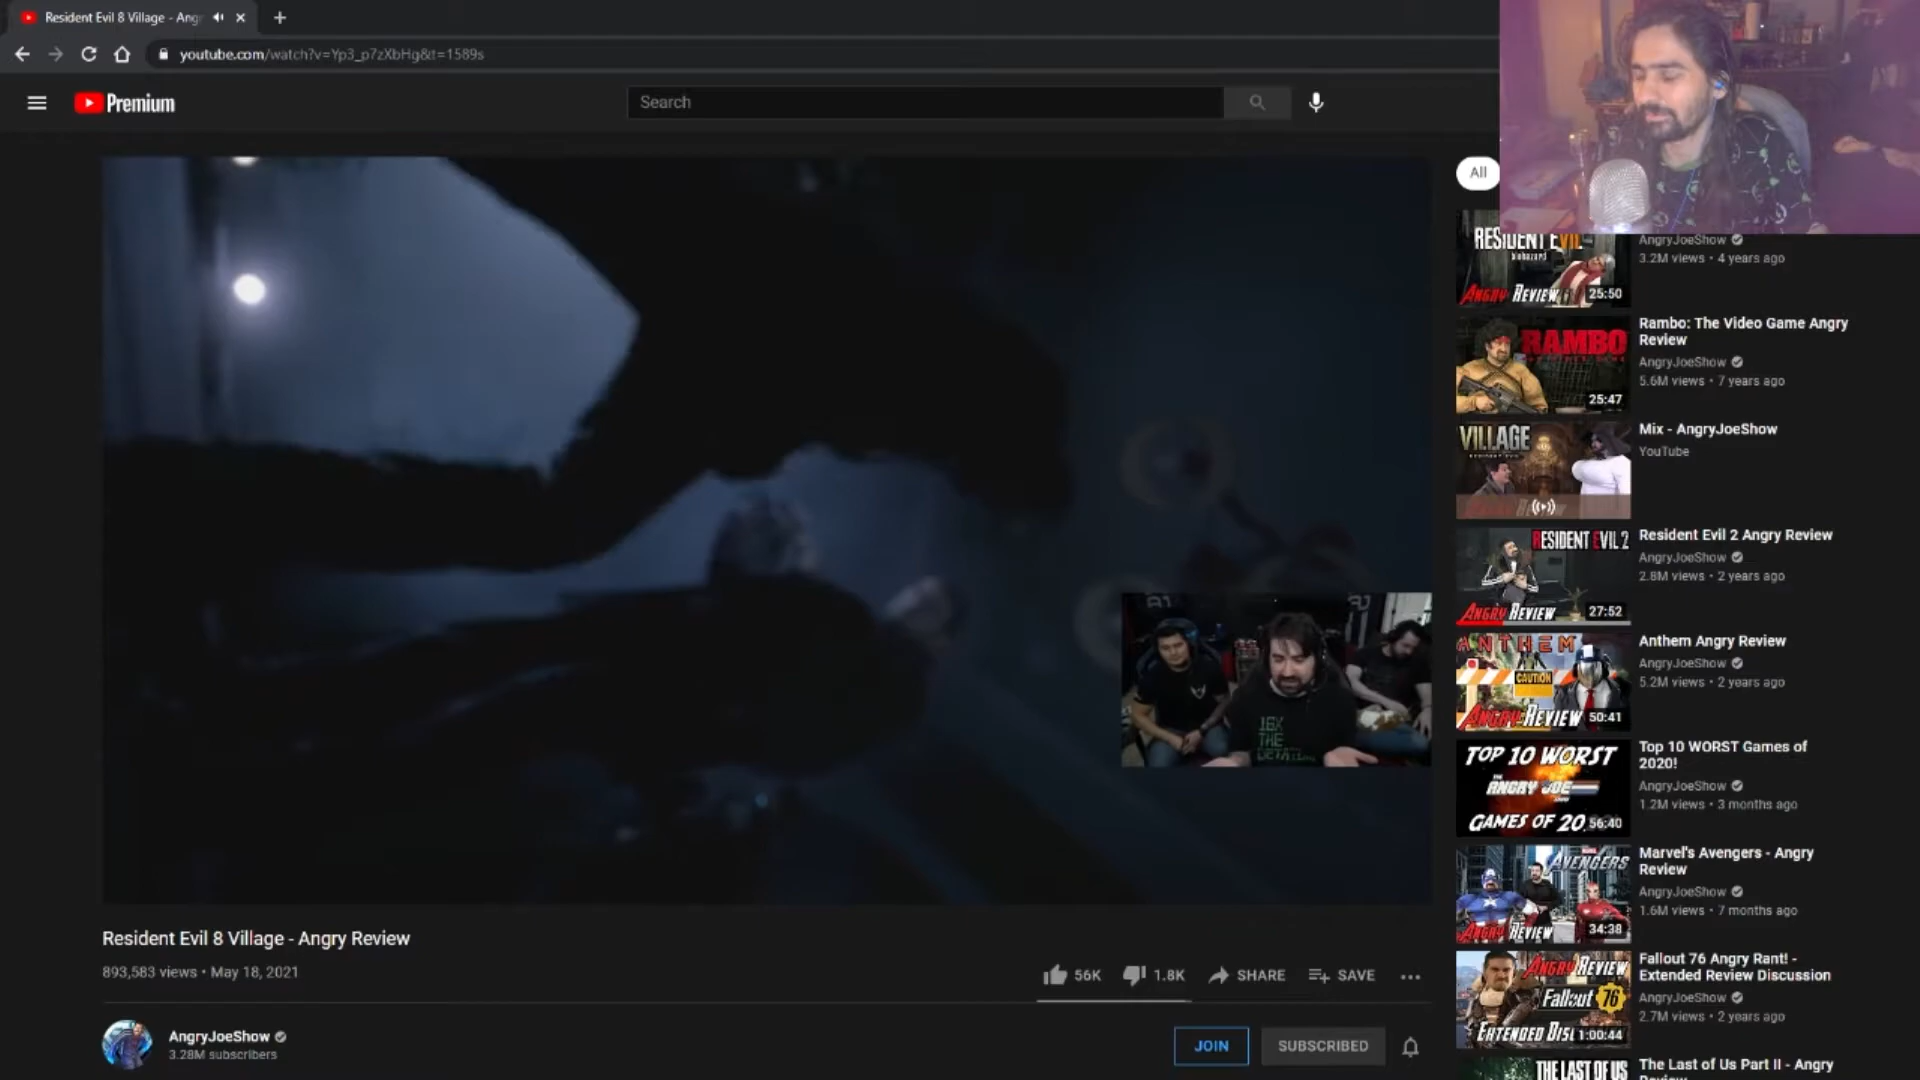 Resident Evil 8 Village - Ang
youtube.com/watch?v=Yp3_p7zXbHg&t=1589s
Premium
Search
All
RESIDENT EVIL
biohazard
ANGRY REVIEW
25:50
AngryJoeShow
3.2M views • 4 years ago
RAMBO
25:47
Rambo: The Video Game Angry
Review
AngryJoeShow
5.6M views • 7 years ago
VILLAGE
Mix - AngryJoeShow
YouTube
RESIDENT EVIL 2
ANGRY REVIEW
27:52
Resident Evil 2 Angry Review
AngryJoeShow
2.8M views • 2 years ago
ANTHEM
CAUTION
ANGRY REVIEW
50:41
Anthem Angry Review
AngryJoeShow
5.2M views • 2 years ago
TOP 10 WORST
THE
ANGRY JOE
GAMES OF 20
56:40
Top 10 WORST Games of
2020!
AngryJoeShow
1.2M views • 3 months ago
AVENGERS
ANGRY REVIEW
34:38
Marvel's Avengers - Angry
Review
AngryJoeShow
1.6M views • 7 months ago
ANGRY REVIEW
Fallout 76
EXTENDED DIS
1:00:44
Fallout 76 Angry Rant! -
Extended Review Discussion
AngryJoeShow
2.7M views • 2 years ago
THE LAST OF US
The Last of Us Part II - Angry
AJ
16X
THE
DETAIL
Resident Evil 8 Village - Angry Review
893,583 views • May 18, 2021
56K
1.8K
SHARE
SAVE
AngryJoeShow
3.28M subscribers
JOIN
SUBSCRIBED